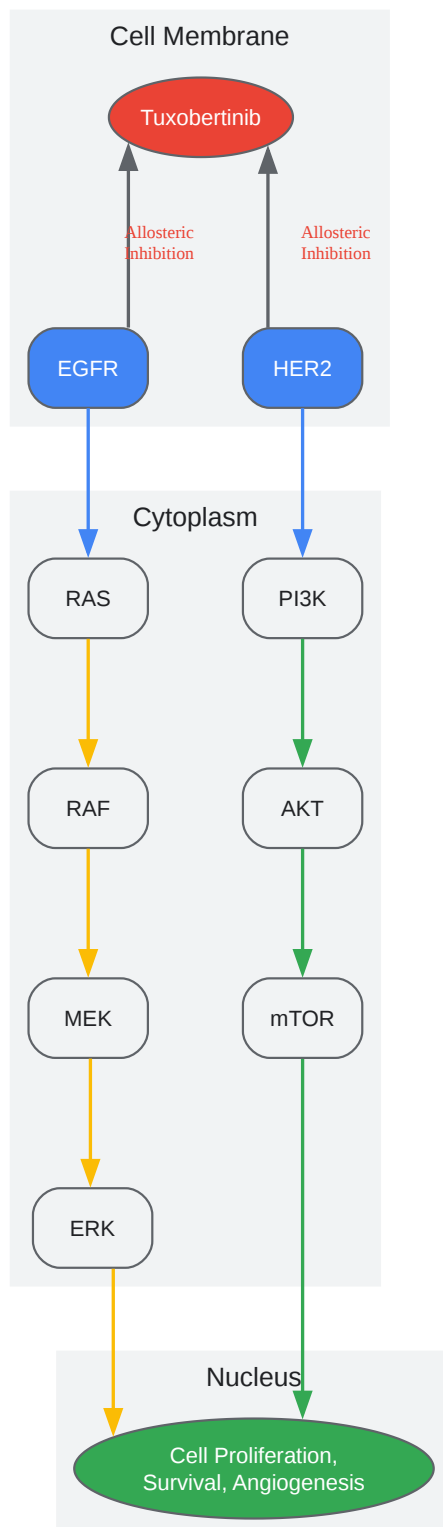 Cell Membrane
Tuxobertinib
Allosteric
Inhibition
Allosteric
Inhibition
EGFR
HER2
Cytoplasm
RAS
PI3K
RAF
AKT
MEK
mTOR
ERK
Nucleus
Cell Proliferation,
Survival, Angiogenesis